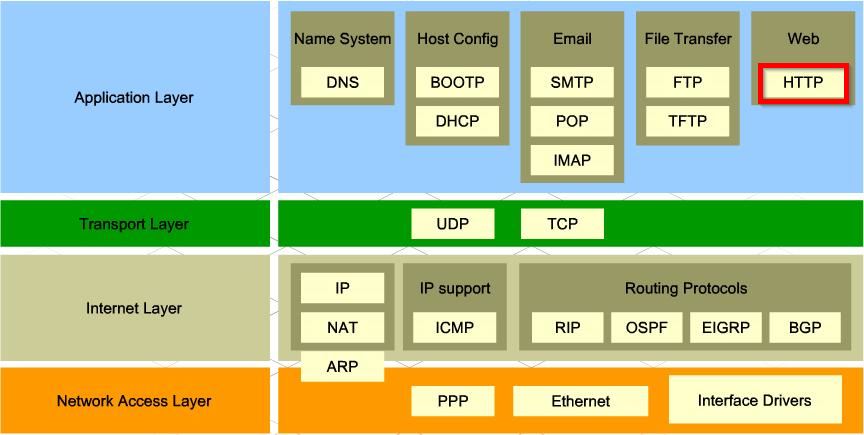 Application Layer
Name System
Host Config
Email
File Transfer
Web
DNS
BOOTP
SMTP
FTP
HTTP
DHCP
POP
TFTP
IMAP
Transport Layer
UDP
TCP
Internet Layer
IP
IP support
Routing Protocols
NAT
ICMP
RIP
OSPF
EIGRP
BGP
ARP
Network Access Layer
PPP
Ethernet
Interface Drivers